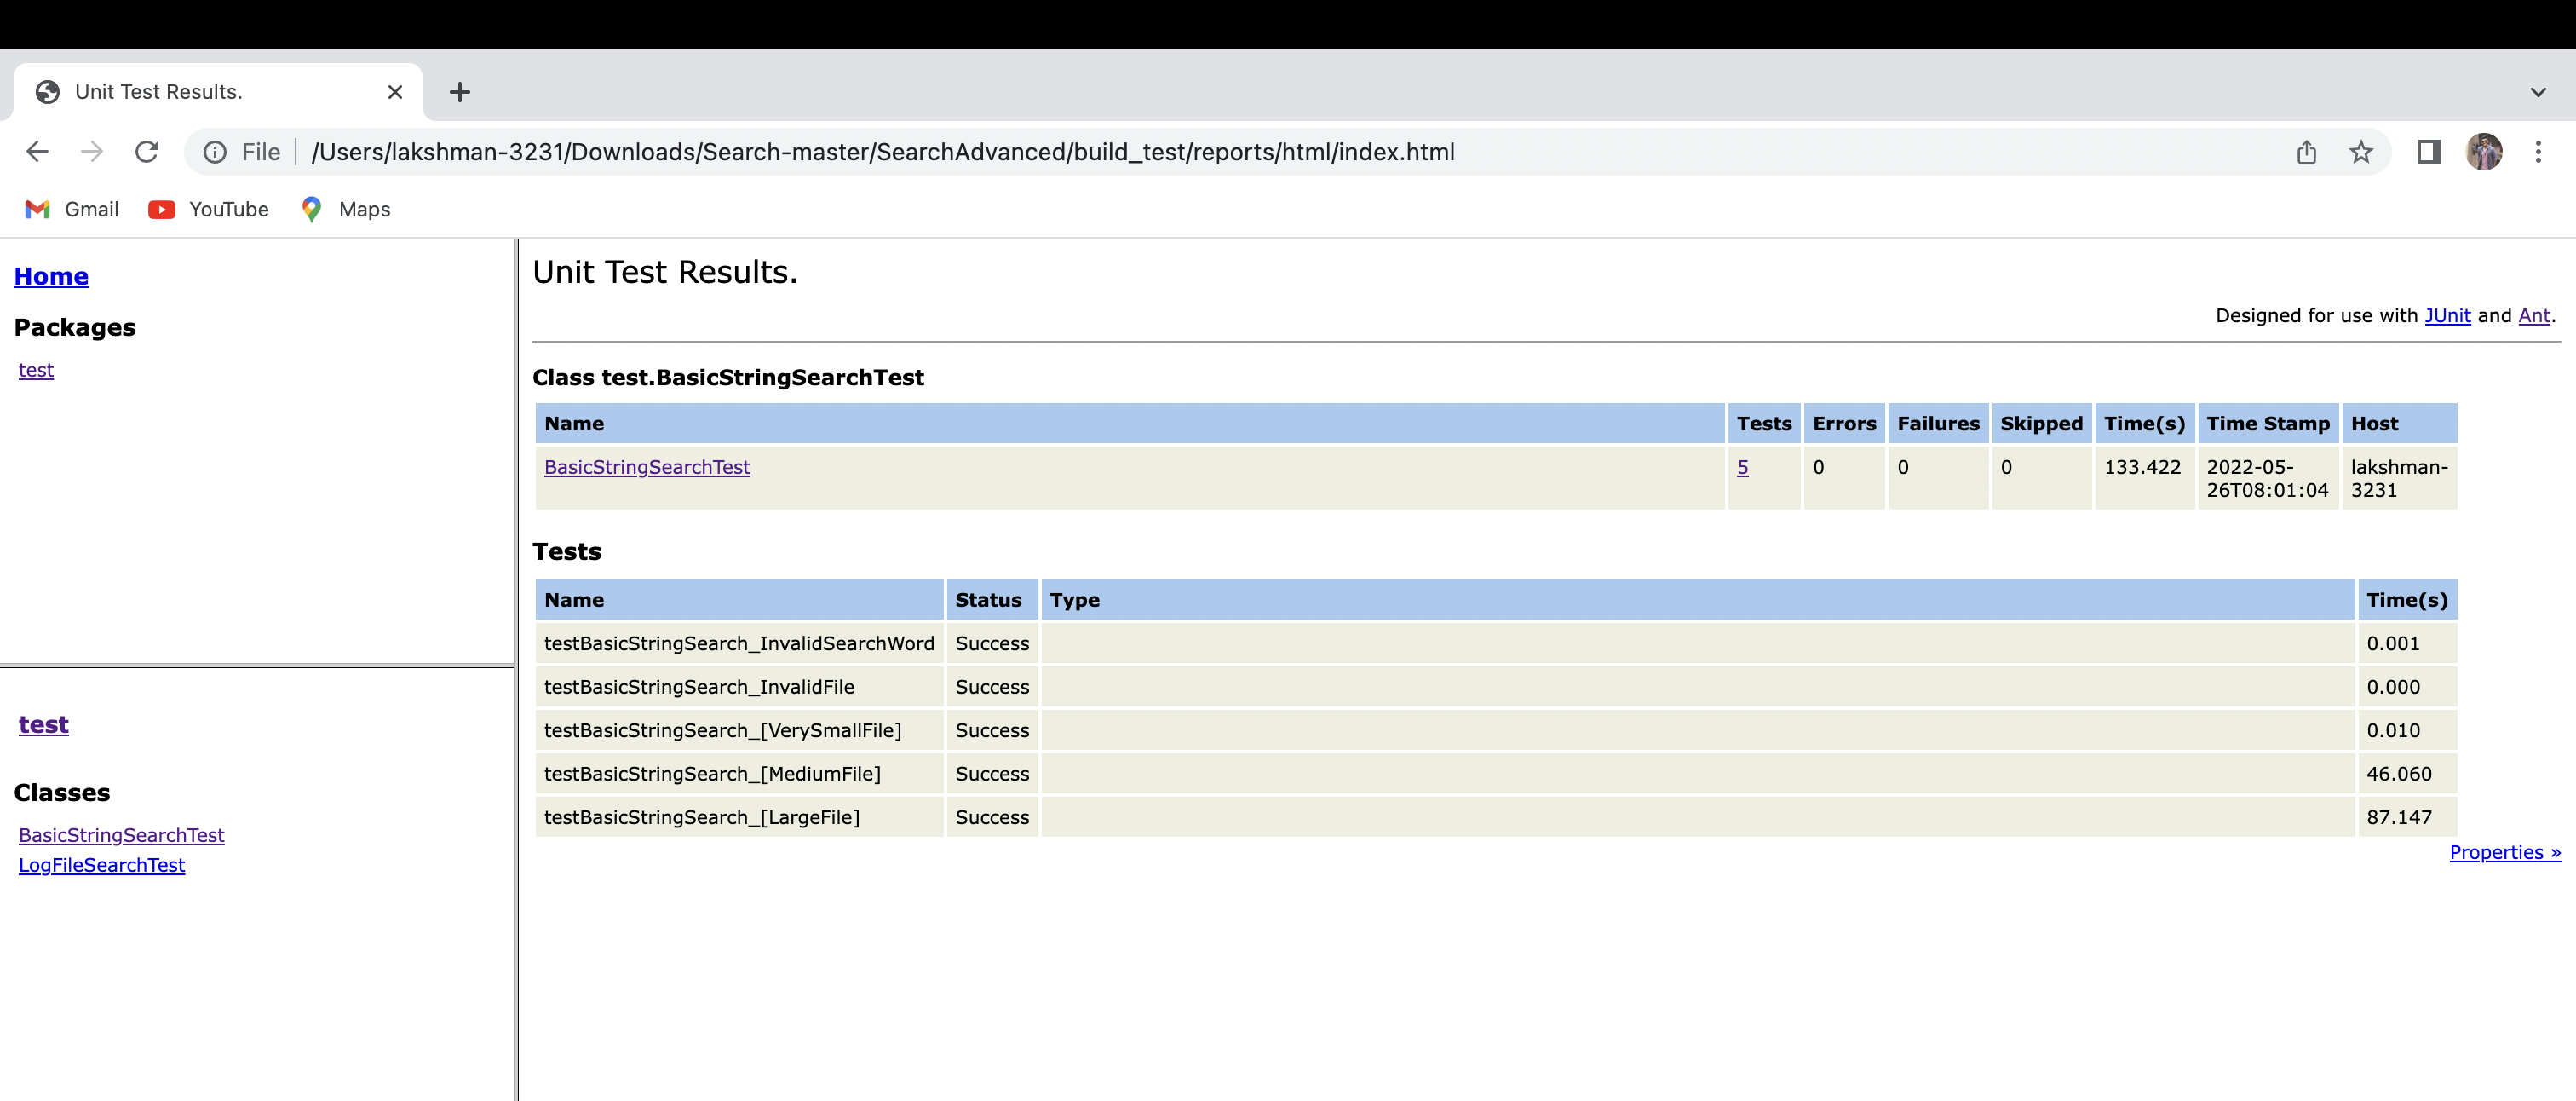 Unit Test Results.
File /Users/lakshman-3231/Downloads/Search-master/SearchAdvanced/build_test/reports/html/index.html
Gmail YouTube Maps
Home
Packages
test
test
Classes
BasicStringSearchTest
LogFileSearchTest
Unit Test Results.
Designed for use with JUnit and Ant.
Class test.BasicStringSearchTest
Name Tests Errors Failures Skipped Time(s) Time Stamp Host
BasicStringSearchTest 5 0 0 0 133.422 2022-05- lakshman-
26T08:01:04 3231
Tests
Name Status Type Time(s)
testBasicStringSearch_InvalidSearchWord Success 0.001
testBasicStringSearch_InvalidFile Success 0.000
testBasicStringSearch_[VerySmallFile] Success 0.010
testBasicStringSearch_[MediumFile] Success 46.060
testBasicStringSearch_[LargeFile] Success 87.147
Properties »